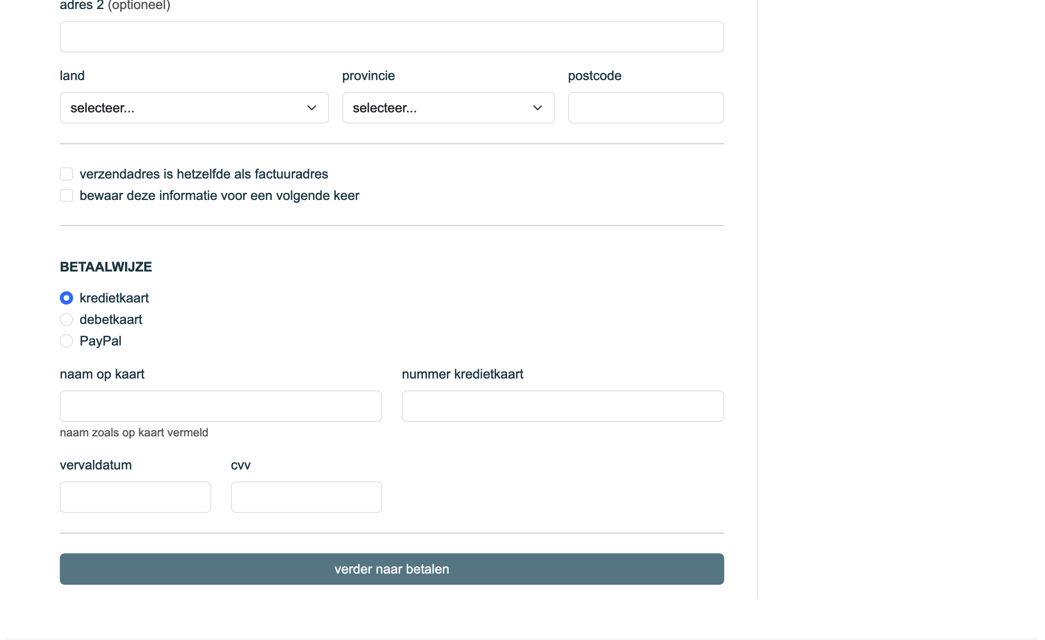 adres 2 (optioneel)
land provincie postcode
selecteer... selecteer...
verzendadres is hetzelfde als factuuradres
bewaar deze informatie voor een volgende keer
BETAALWIJZE
kredietkaart
debetkaart
PayPal
naam op kaart nummer kredietkaart
naam zoals op kaart vermeld
vervaldatum cvv
verder naar betalen